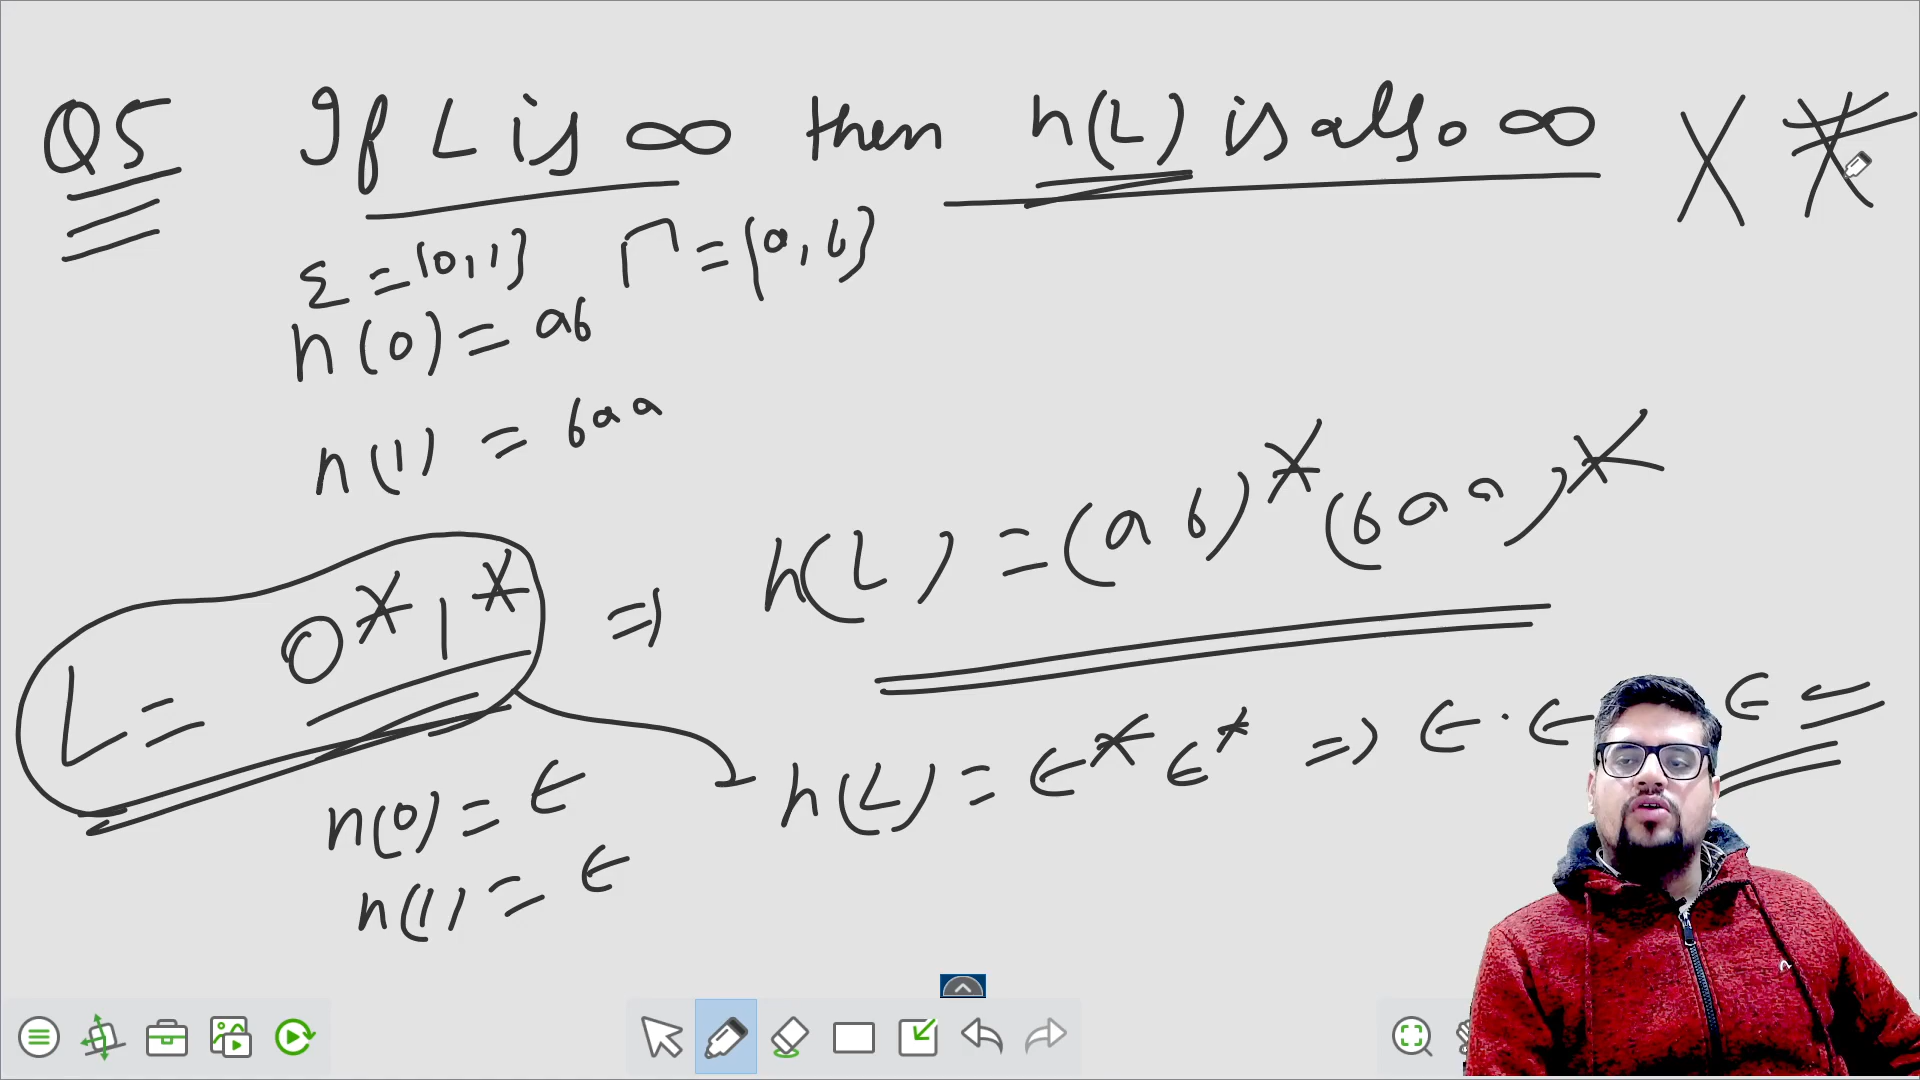 Q5 If L is ∞ then h(L) is also ∞ X X
Σ = {0,1} Γ = {a, b}
h(0) = ab
h(1) = baa
L = 0*1* ⇒ h(L) = (ab)*(baa)*
h(L) = ε*ε* ⇒ ε·ε ε =
h(0) = ε
h(1) = ε